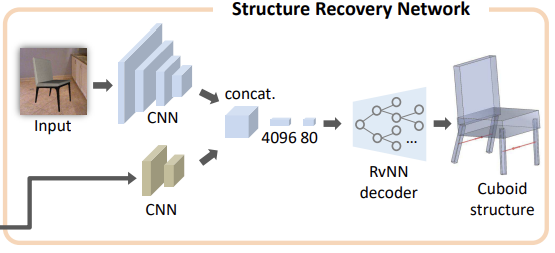 Structure Recovery Network
Input
CNN
concat.
4096 80
CNN
...
RvNN
decoder
Cuboid
structure